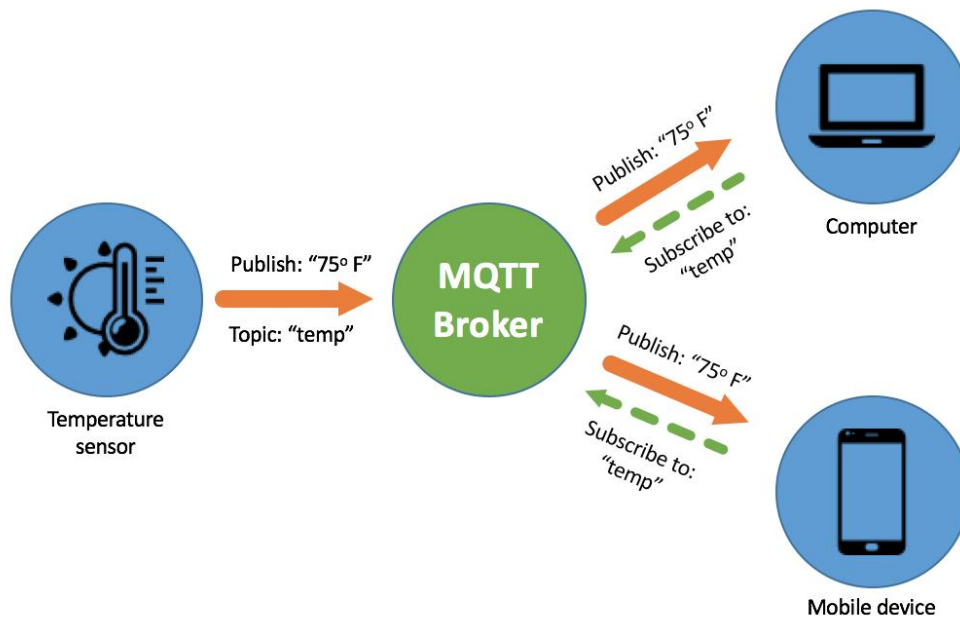 Publish: “75º F”
Topic: “temp”
Temperature
sensor
MQTT
Broker
Publish: “75º F”
Subscribe to:
“temp”
Computer
Publish: “75º F”
Subscribe to:
“temp”
Mobile device